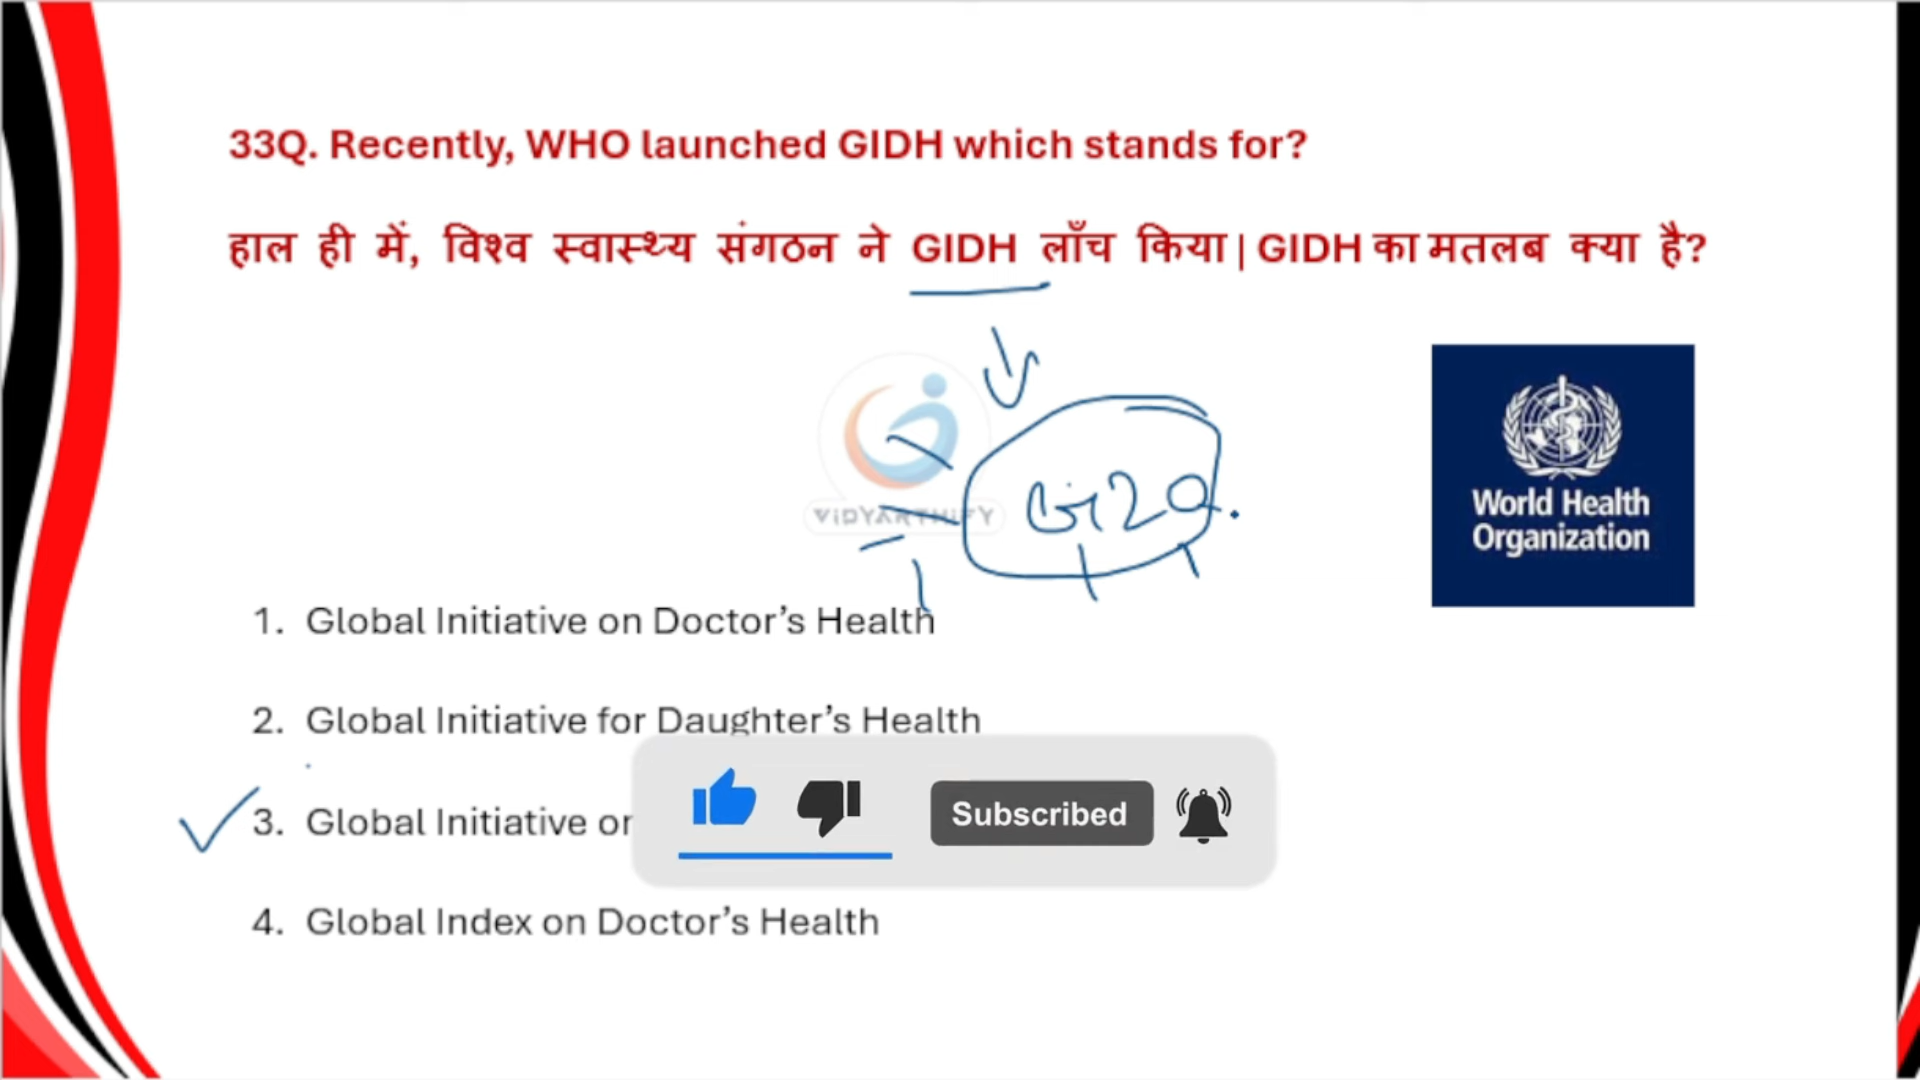 33Q. Recently, WHO launched GIDH which stands for?
हाल ही में, विश्व स्वास्थ्य संगठन ने GIDH लॉंच किया | GIDH का मतलब क्या है?
VIDYARTHIFY
G20.
World Health
Organization
1. Global Initiative on Doctor’s Health
2. Global Initiative for Daughter’s Health
3. Global Initiative
Subscribed
4. Global Index on Doctor’s Health